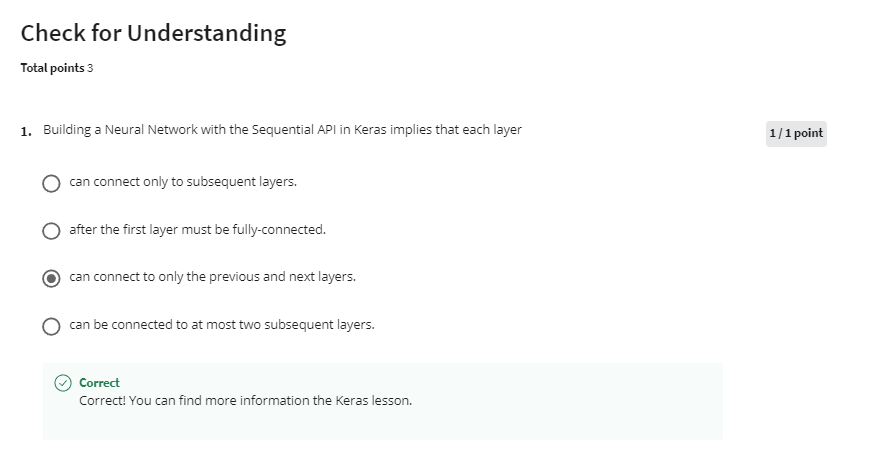 Check for Understanding
Total points 3
1. Building a Neural Network with the Sequential API in Keras implies that each layer
1 / 1 point
can connect only to subsequent layers.
after the first layer must be fully-connected.
can connect to only the previous and next layers.
can be connected to at most two subsequent layers.
Correct
Correct! You can find more information the Keras lesson.